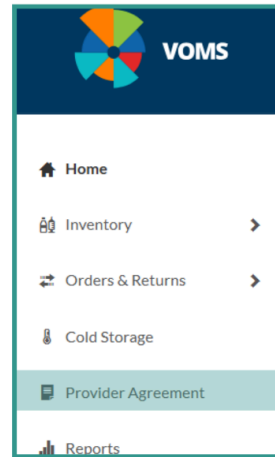 VOMS
Home
Inventory
Orders & Returns
Cold Storage
Provider Agreement
Reports